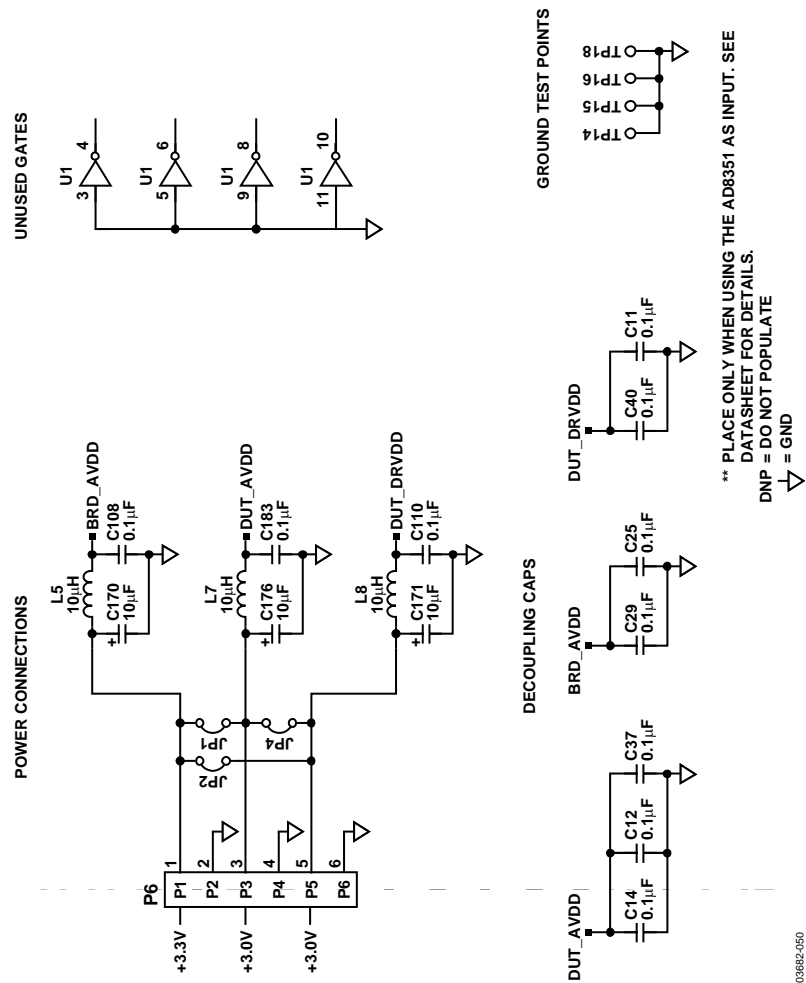 POWER CONNECTIONS
P6
+3.3V
P1
1
P2
2
+3.0V
P3
3
P4
4
+3.0V
P5
5
P6
6
JP2
JP1
JP4
L5
10µH
BRD_AVDD
C170
10µF
+
C108
0.1µF
L7
10µH
DUT_AVDD
C176
10µF
+
C183
0.1µF
L8
10µH
DUT_DRVDD
C171
10µF
+
C110
0.1µF
UNUSED GATES
U1
3
4
U1
5
6
U1
9
8
U1
11
10
DECOUPLING CAPS
DUT_AVDD
C14
0.1µF
C12
0.1µF
C37
0.1µF
BRD_AVDD
C29
0.1µF
C25
0.1µF
DUT_DRVDD
C40
0.1µF
C11
0.1µF
GROUND TEST POINTS
TP14
TP15
TP16
TP18
** PLACE ONLY WHEN USING THE AD8351 AS INPUT. SEE
DATASHEET FOR DETAILS.
DNP = DO NOT POPULATE
= GND
03682-050